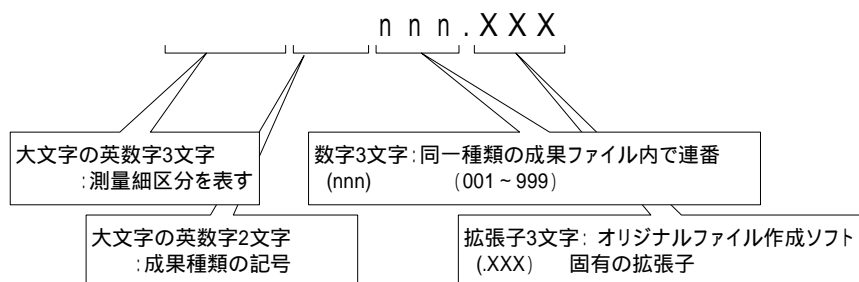 nnn.XXX
大文字の英数字3文字
:測量細区分を表す
数字3文字:同一種類の成果ファイル内で連番
(nnn) (001~999)
大文字の英数字2文字
:成果種類の記号
拡張子3文字: オリジナルファイル作成ソフト
(.XXX) 固有の拡張子